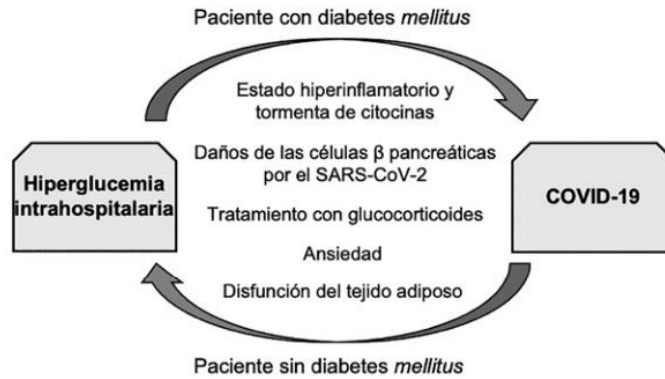 Paciente con diabetes mellitus
Estado hiperinflamatorio y
tormenta de citocinas
Daños de las células β pancreáticas
por el SARS-CoV-2
Hiperglucemia
intrahospitalaria
COVID-19
Tratamiento con glucocorticoides
Ansiedad
Disfunción del tejido adiposo
Paciente sin diabetes mellitus